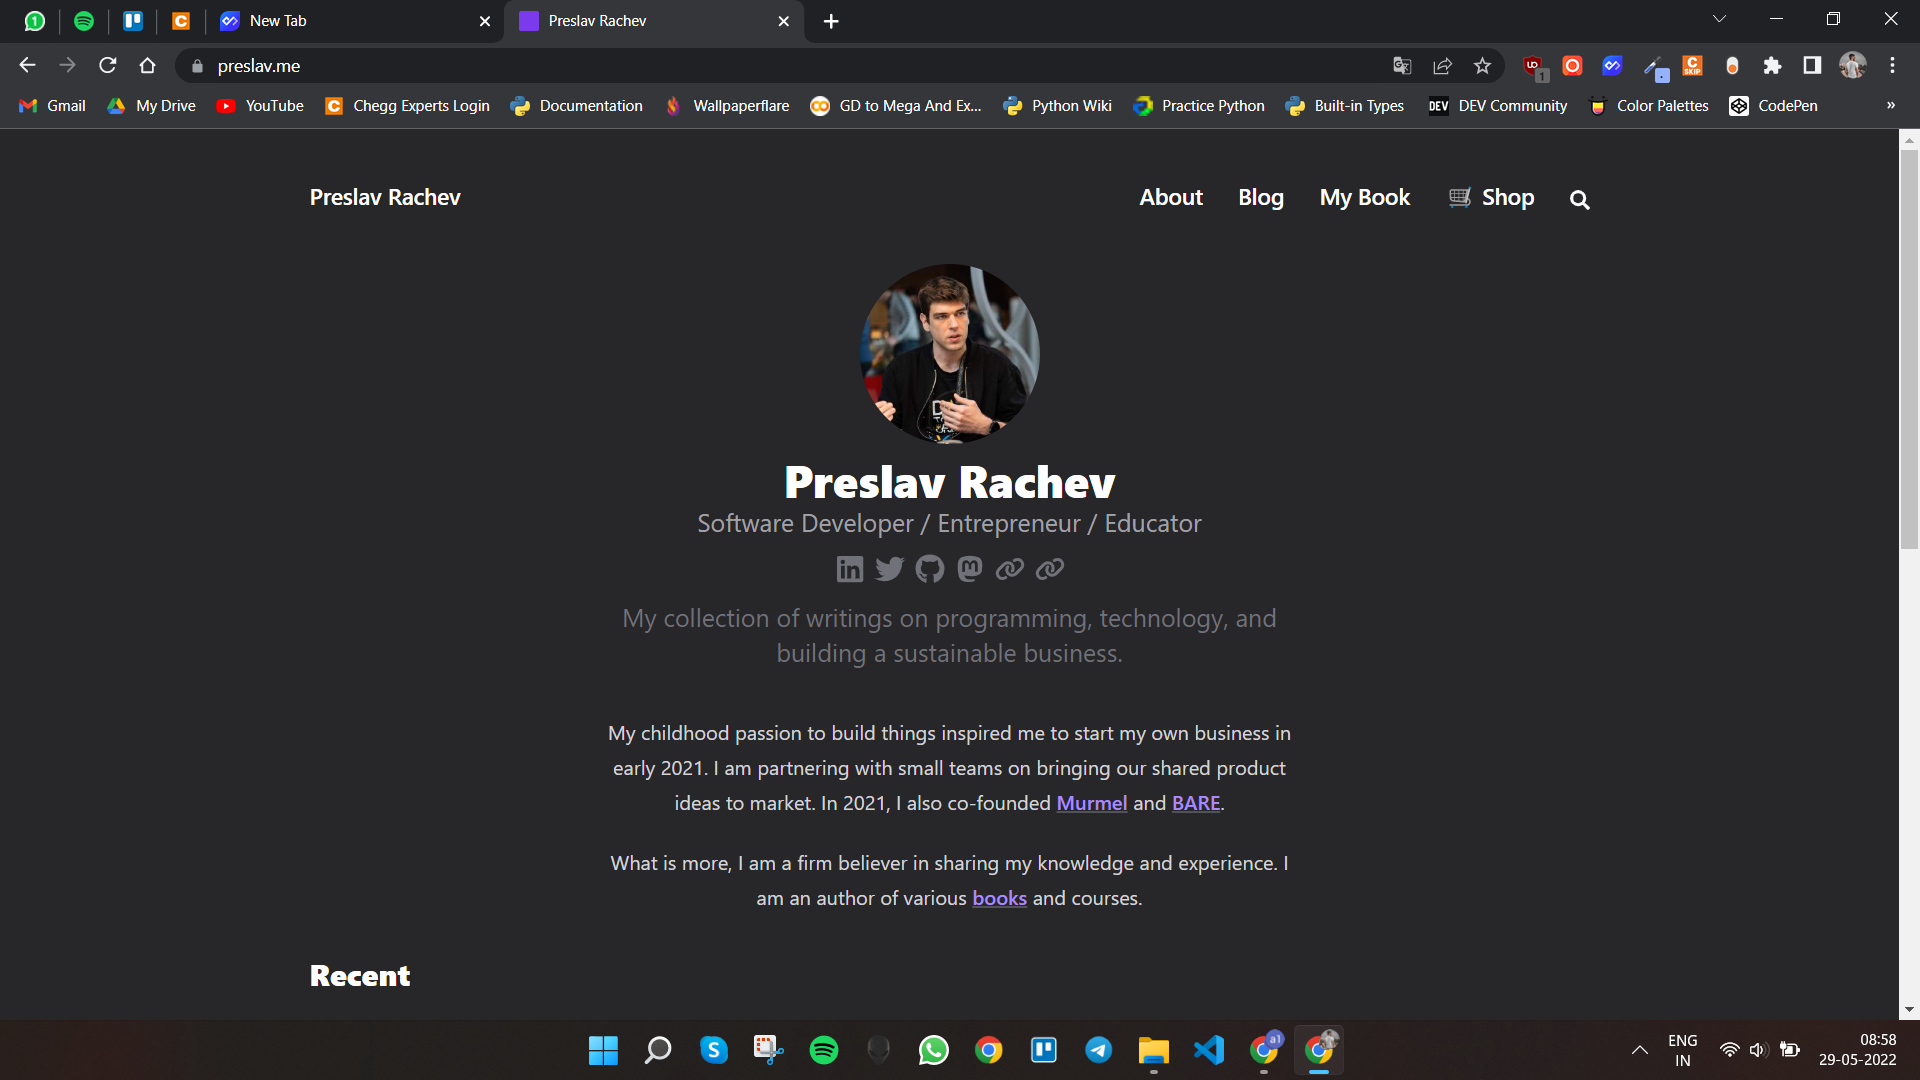 New Tab
Preslav Rachev
preslav.me
1
Gmail
My Drive
YouTube
Chegg Experts Login
Documentation
Wallpaperflare
GD to Mega And Ex...
Python Wiki
Practice Python
Built-in Types
DEV DEV Community
Color Palettes
CodePen
»
Preslav Rachev
About
Blog
My Book
Shop
Preslav Rachev
Software Developer / Entrepreneur / Educator
My collection of writings on programming, technology, and
building a sustainable business.
My childhood passion to build things inspired me to start my own business in
early 2021. I am partnering with small teams on bringing our shared product
ideas to market. In 2021, I also co-founded Murmel and BARE.
What is more, I am a firm believer in sharing my knowledge and experience. I
am an author of various books and courses.
Recent
a1
ENG
IN
08:58
29-05-2022